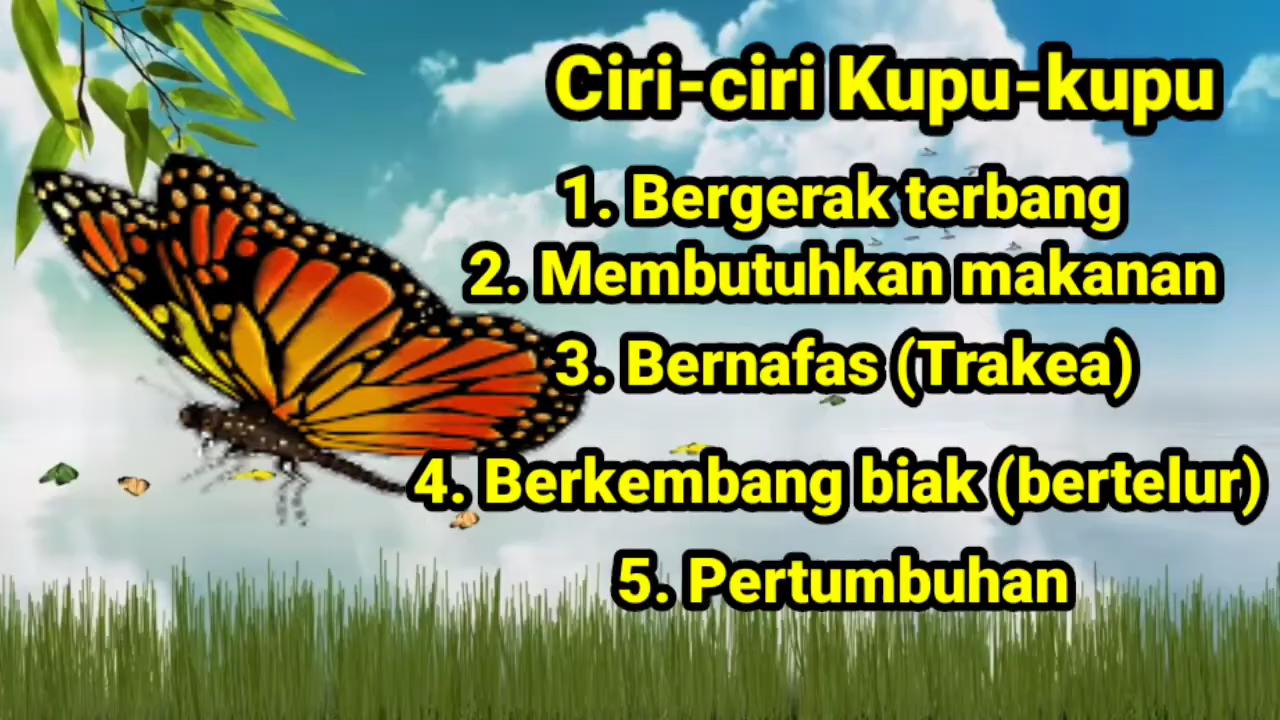 Ciri-ciri Kupu-kupu
1. Bergerak terbang
2. Membutuhkan makanan
3. Bernafas (Trakea)
4. Berkembang biak (bertelur)
5. Pertumbuhan